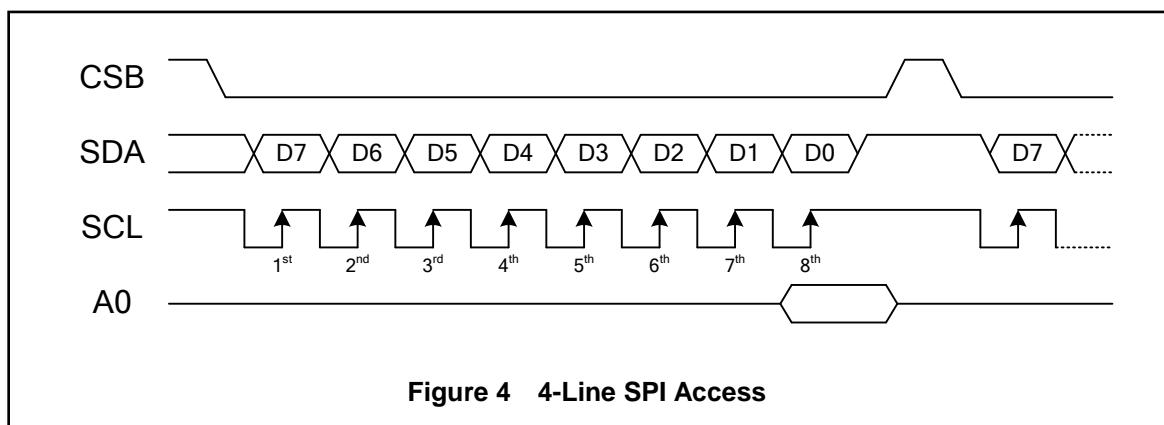 CSB
SDA D7 D6 D5 D4 D3 D2 D1 D0 D7
SCL
1st 2nd 3rd 4th 5th 6th 7th 8th
A0
Figure 4 4-Line SPI Access